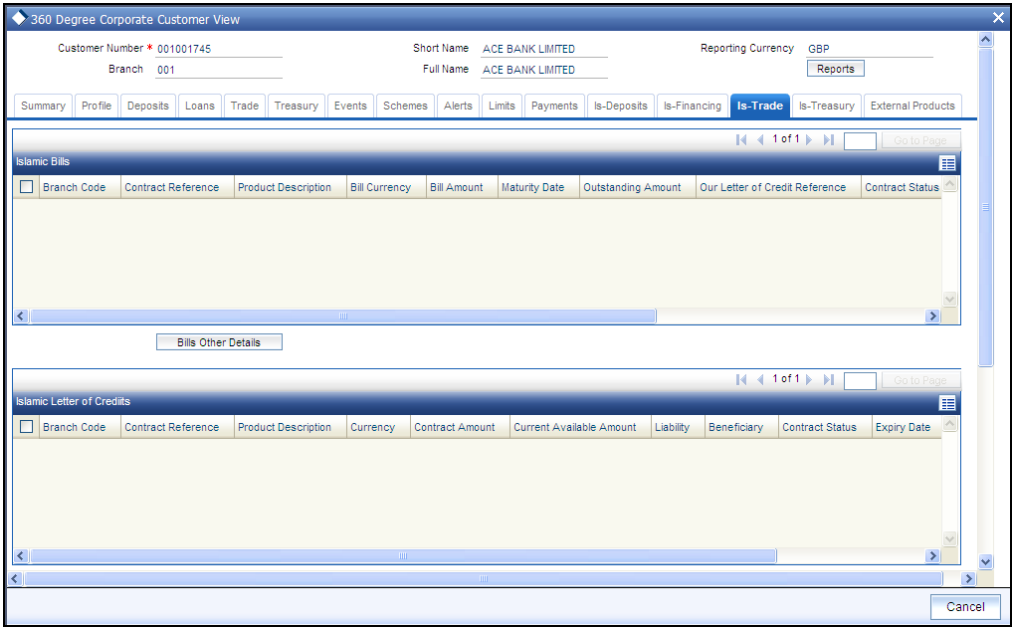 360 Degree Corporate Customer View
Customer Number * 001001745 Short Name ACE BANK LIMITED Reporting Currency GBP
Branch 001 Full Name ACE BANK LIMITED Reports
Summary Profile Deposits Loans Trade Treasury Events Schemes Alerts Limits Payments Is-Deposits Is-Financing Is-Trade Is-Treasury External Products
1 of 1 Go to Page
Islamic Bills
Branch Code Contract Reference Product Description Bill Currency Bill Amount Maturity Date Outstanding Amount Our Letter of Credit Reference Contract Status
Bills Other Details
1 of 1 Go to Page
Islamic Letter of Crediits
Branch Code Contract Reference Product Description Currency Contract Amount Current Available Amount Liability Beneficiary Contract Status Expiry Date
Cancel